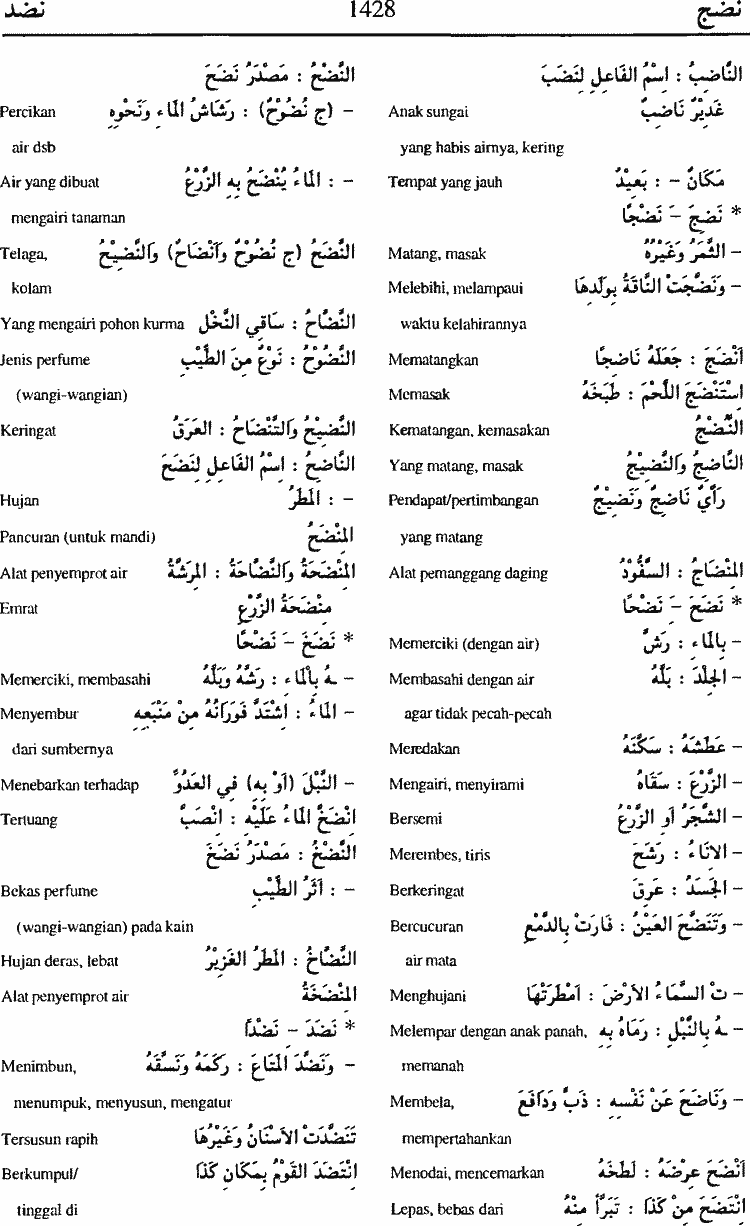 نضج 1428 نضد
النَّاضِبُ : اِسْمُ الفَاعِلِ لِنَضَبَ
Anak sungai غَدِيْرٌ نَاضِبٌ
yang habis airnya, kering
Tempat yang jauh مَكَانٌ – : بَعِيْدٌ
* نَضِجَ – نَضْجًا
Matang, masak – الثَّمَرُ وَغَيْرُهُ
Melebihi, melampaui – وَنَضَّجَتْ النَّاقَةُ بِوَلَدِهَا
waktu kelahirannya
Mematangkan اَنْضَجَ : جَعَلَهُ نَاضِجًا
Memasak اِسْتَنْضَجَ اللَّحْمَ : طَبَخَهُ
Kematangan, kemasakan النُّضْجُ
Yang matang, masak النَّاضِجُ وَالنَّضِيْجُ
Pendapat/pertimbangan رَأْيٌ نَاضِجٌ وَنَضِيْجٌ
yang matang
Alat pemanggang daging المِنْضَاجُ : السَّفُّوْدُ
* نَضَحَ – نَضْحًا
Memerciki (dengan air) – بِالمَاءِ : رَشَّ
Membasahi dengan air – الجِلْدَ : بَلَّهُ
agar tidak pecah-pecah
Meredakan – عَطَشَهُ : سَكَّنَهُ
Mengairi, menyirami – الزَّرْعَ : سَقَاهُ
Bersemi – الشَّجَرُ اَوِ الزَّرْعُ
Merembes, tiris – الاِنَاءُ : رَشَحَ
Berkeringat – الجَسَدُ : عَرِقَ
Bercucuran – وَتَنَضَّحَ العَيْنُ : فَارَتْ بِالدَّمْعِ
air mata
Menghujani – تْ السَّمَاءُ الاَرْضَ : اَمْطَرَتْهَا
Melempar dengan anak panah, – ـهُ بِالنَّبْلِ : رَمَاهُ بِهِ
memanah
Membela, – وَنَاضَحَ عَنْ نَفْسِهِ : ذَبَّ وَدَافَعَ
mempertahankan
Menodai, mencemarkan اَنْضَحَ عِرْضَهُ : لَطَخَهُ
Lepas, bebas dari انْتَضَحَ مِنْ كَذَا : تَبَرَّأَ مِنْهُ
النَّضْحُ : مَصْدَرُ نَضَحَ
Percikan – (ج نُضُوْحٌ) : رَشَاشُ المَاءِ وَنَحْوِهِ
air dsb
Air yang dibuat – : المَاءُ يُنْضَحُ بِهِ الزَّرْعُ
mengairi tanaman
Telaga, النَّضَحُ (ج نُضُوْحٌ وَاَنْضَاحٌ) وَالنَّضِيْحُ
kolam
Yang mengairi pohon kurma النَّضَّاحُ : سَاقِي النَّخْلِ
Jenis perfume النَّضُوْحُ : نَوْعٌ مِنَ الطِّيْبِ
(wangi-wangian)
Keringat النَّضِيْحُ وَالتَّنْضَاحُ : العَرَقُ
النَّاضِحُ : اِسْمُ الفَاعِلِ لِنَضَحَ
Hujan – : المَطَرُ
Pancuran (untuk mandi) المِنْضَحُ
Alat penyemprot air المِنْضَحَةُ وَالنَّضَّاحَةُ : المِرَشَّةُ
Emrat مِنْضَحَةُ الزَّرْعِ
* نَضَخَ – نَضْخًا
Memerciki, membasahi – ـهُ بِالْمَاءِ : رَشَّهُ وَبَلَّهُ
Menyembur – المَاءُ : اشْتَدَّ فَوَرَانُهُ مِنْ مَنْبَعِهِ
dari sumbernya
Menebarkan terhadap – النَّبْلَ (اَوْ بِهِ) فِي العَدُوِّ
Tertuang انْضَخَّ المَاءُ عَلَيْهِ : انْصَبَّ
النَّضْخُ : مَصْدَرُ نَضَخَ
Bekas perfume – : اَثَرُ الطِّيْبِ
(wangi-wangian) pada kain
Hujan deras, lebat النَّضَّاخُ : المَطَرُ الغَزِيْرُ
Alat penyemprot air المِنْضَخَةُ
* نَضَدَ – نَضْدًا
Menimbun, – وَنَضَّدَ المَتَاعَ : رَكَمَهُ وَنَسَّقَهُ
menumpuk, menyusun, mengatur
Tersusun rapih تَنَضَّدَتْ الاَسْنَانُ وَغَيْرُهَا
Berkumpul/ انْتَضَدَ القَوْمُ بِمَكَانِ كَذَا
tinggal di